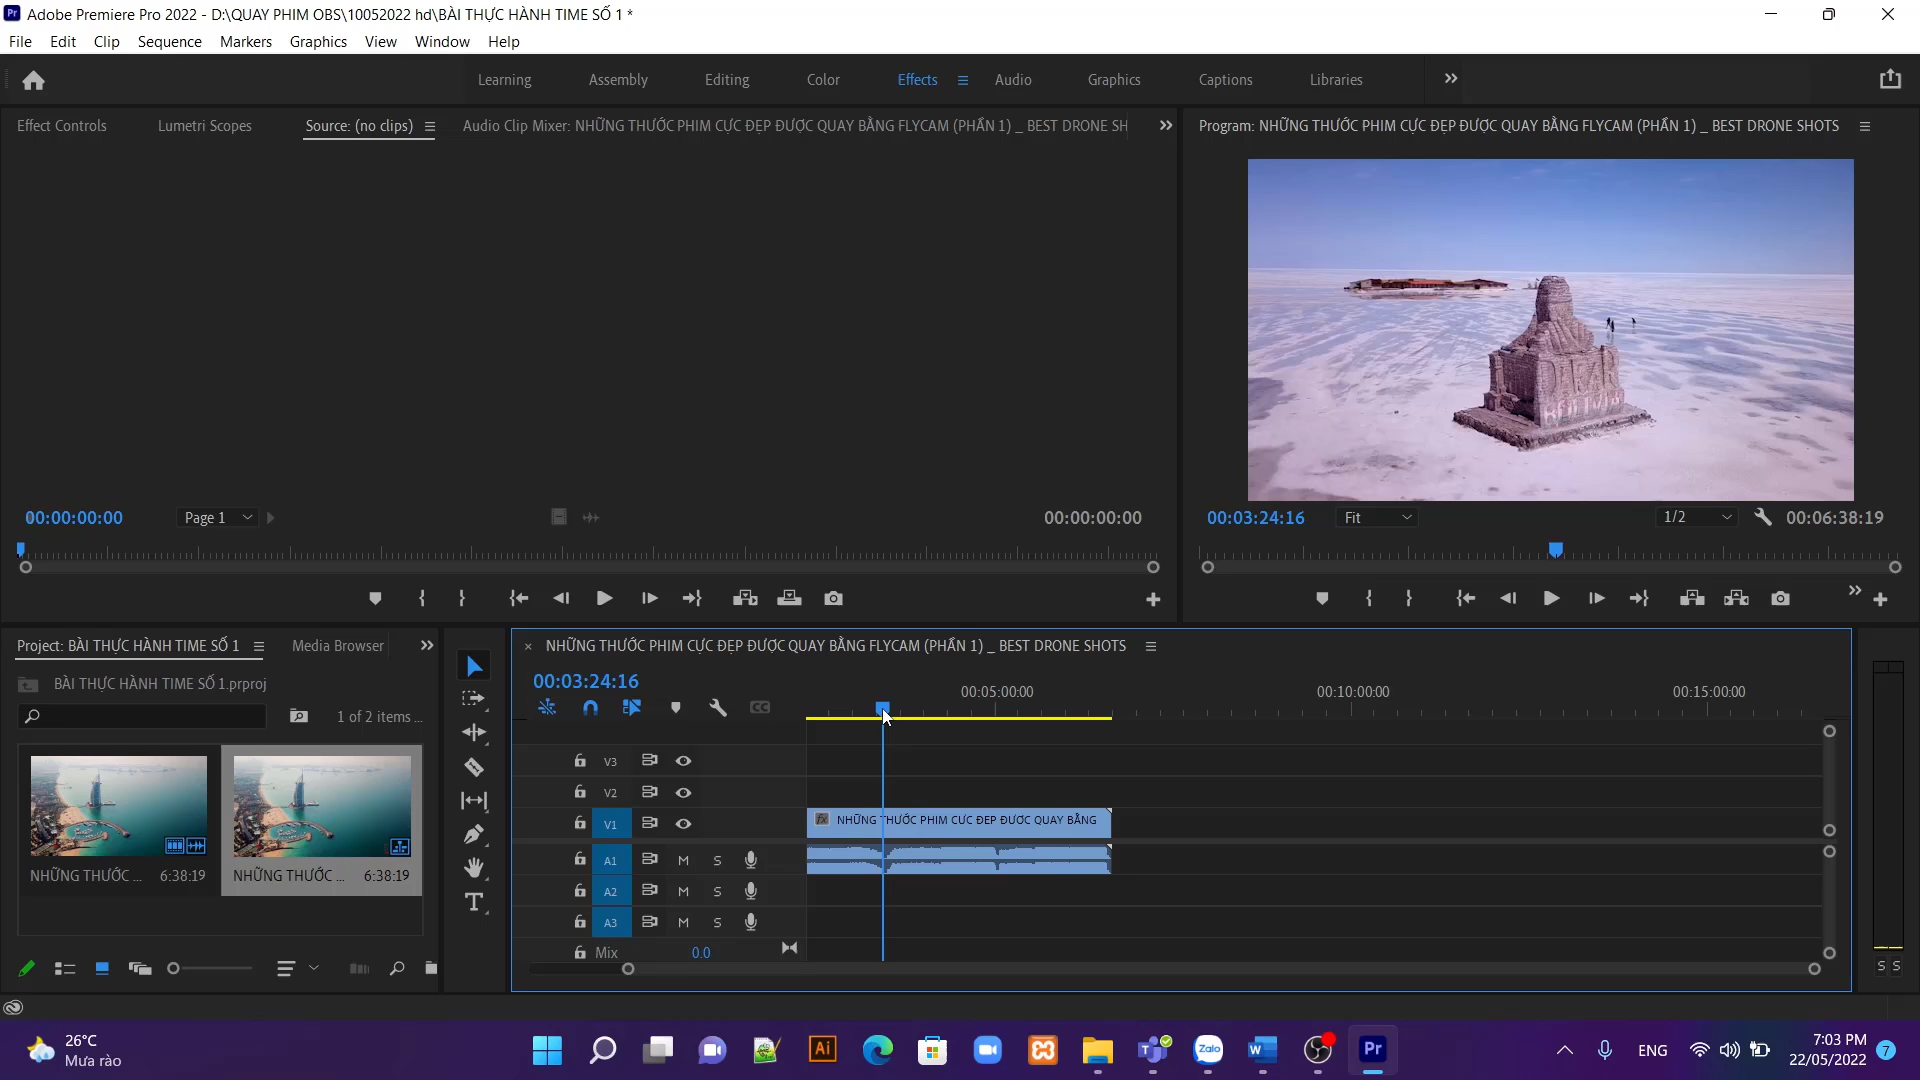 Adobe Premiere Pro 2022 - D:\QUAY PHIM OBS\10052022 hd\BÀI THỰC HÀNH TIME SỐ 1 *
File Edit Clip Sequence Markers Graphics View Window Help
Learning Assembly Editing Color Effects Audio Graphics Captions Libraries
Effect Controls Lumetri Scopes Source: (no clips) Audio Clip Mixer: NHỮNG THƯỚC PHIM CỰC ĐẸP ĐƯỢC QUAY BẰNG FLYCAM (PHẦN 1) _ BEST DRONE SH
Program: NHỮNG THƯỚC PHIM CỰC ĐẸP ĐƯỢC QUAY BẰNG FLYCAM (PHẦN 1) _ BEST DRONE SHOTS
00:00:00:00 Page 1 00:00:00:00
00:03:24:16 Fit 1/2 00:06:38:19
Project: BÀI THỰC HÀNH TIME SỐ 1 Media Browser
BÀI THỰC HÀNH TIME SỐ 1.prproj
1 of 2 items ...
NHỮNG THƯỚC ... 6:38:19
NHỮNG THƯỚC ... 6:38:19
NHỮNG THƯỚC PHIM CỰC ĐẸP ĐƯỢC QUAY BẰNG FLYCAM (PHẦN 1) _ BEST DRONE SHOTS
00:03:24:16
00:05:00:00 00:10:00:00 00:15:00:00
CC
V3
V2
V1 fx NHỮNG THƯỚC PHIM CỰC ĐẸP ĐƯỢC QUAY BẰNG
A1 M S
A2 M S
A3 M S
Mix 0.0
S S
26°C
Mưa rào
Ai Zalo W Pr
ENG
7:03 PM
22/05/2022 7